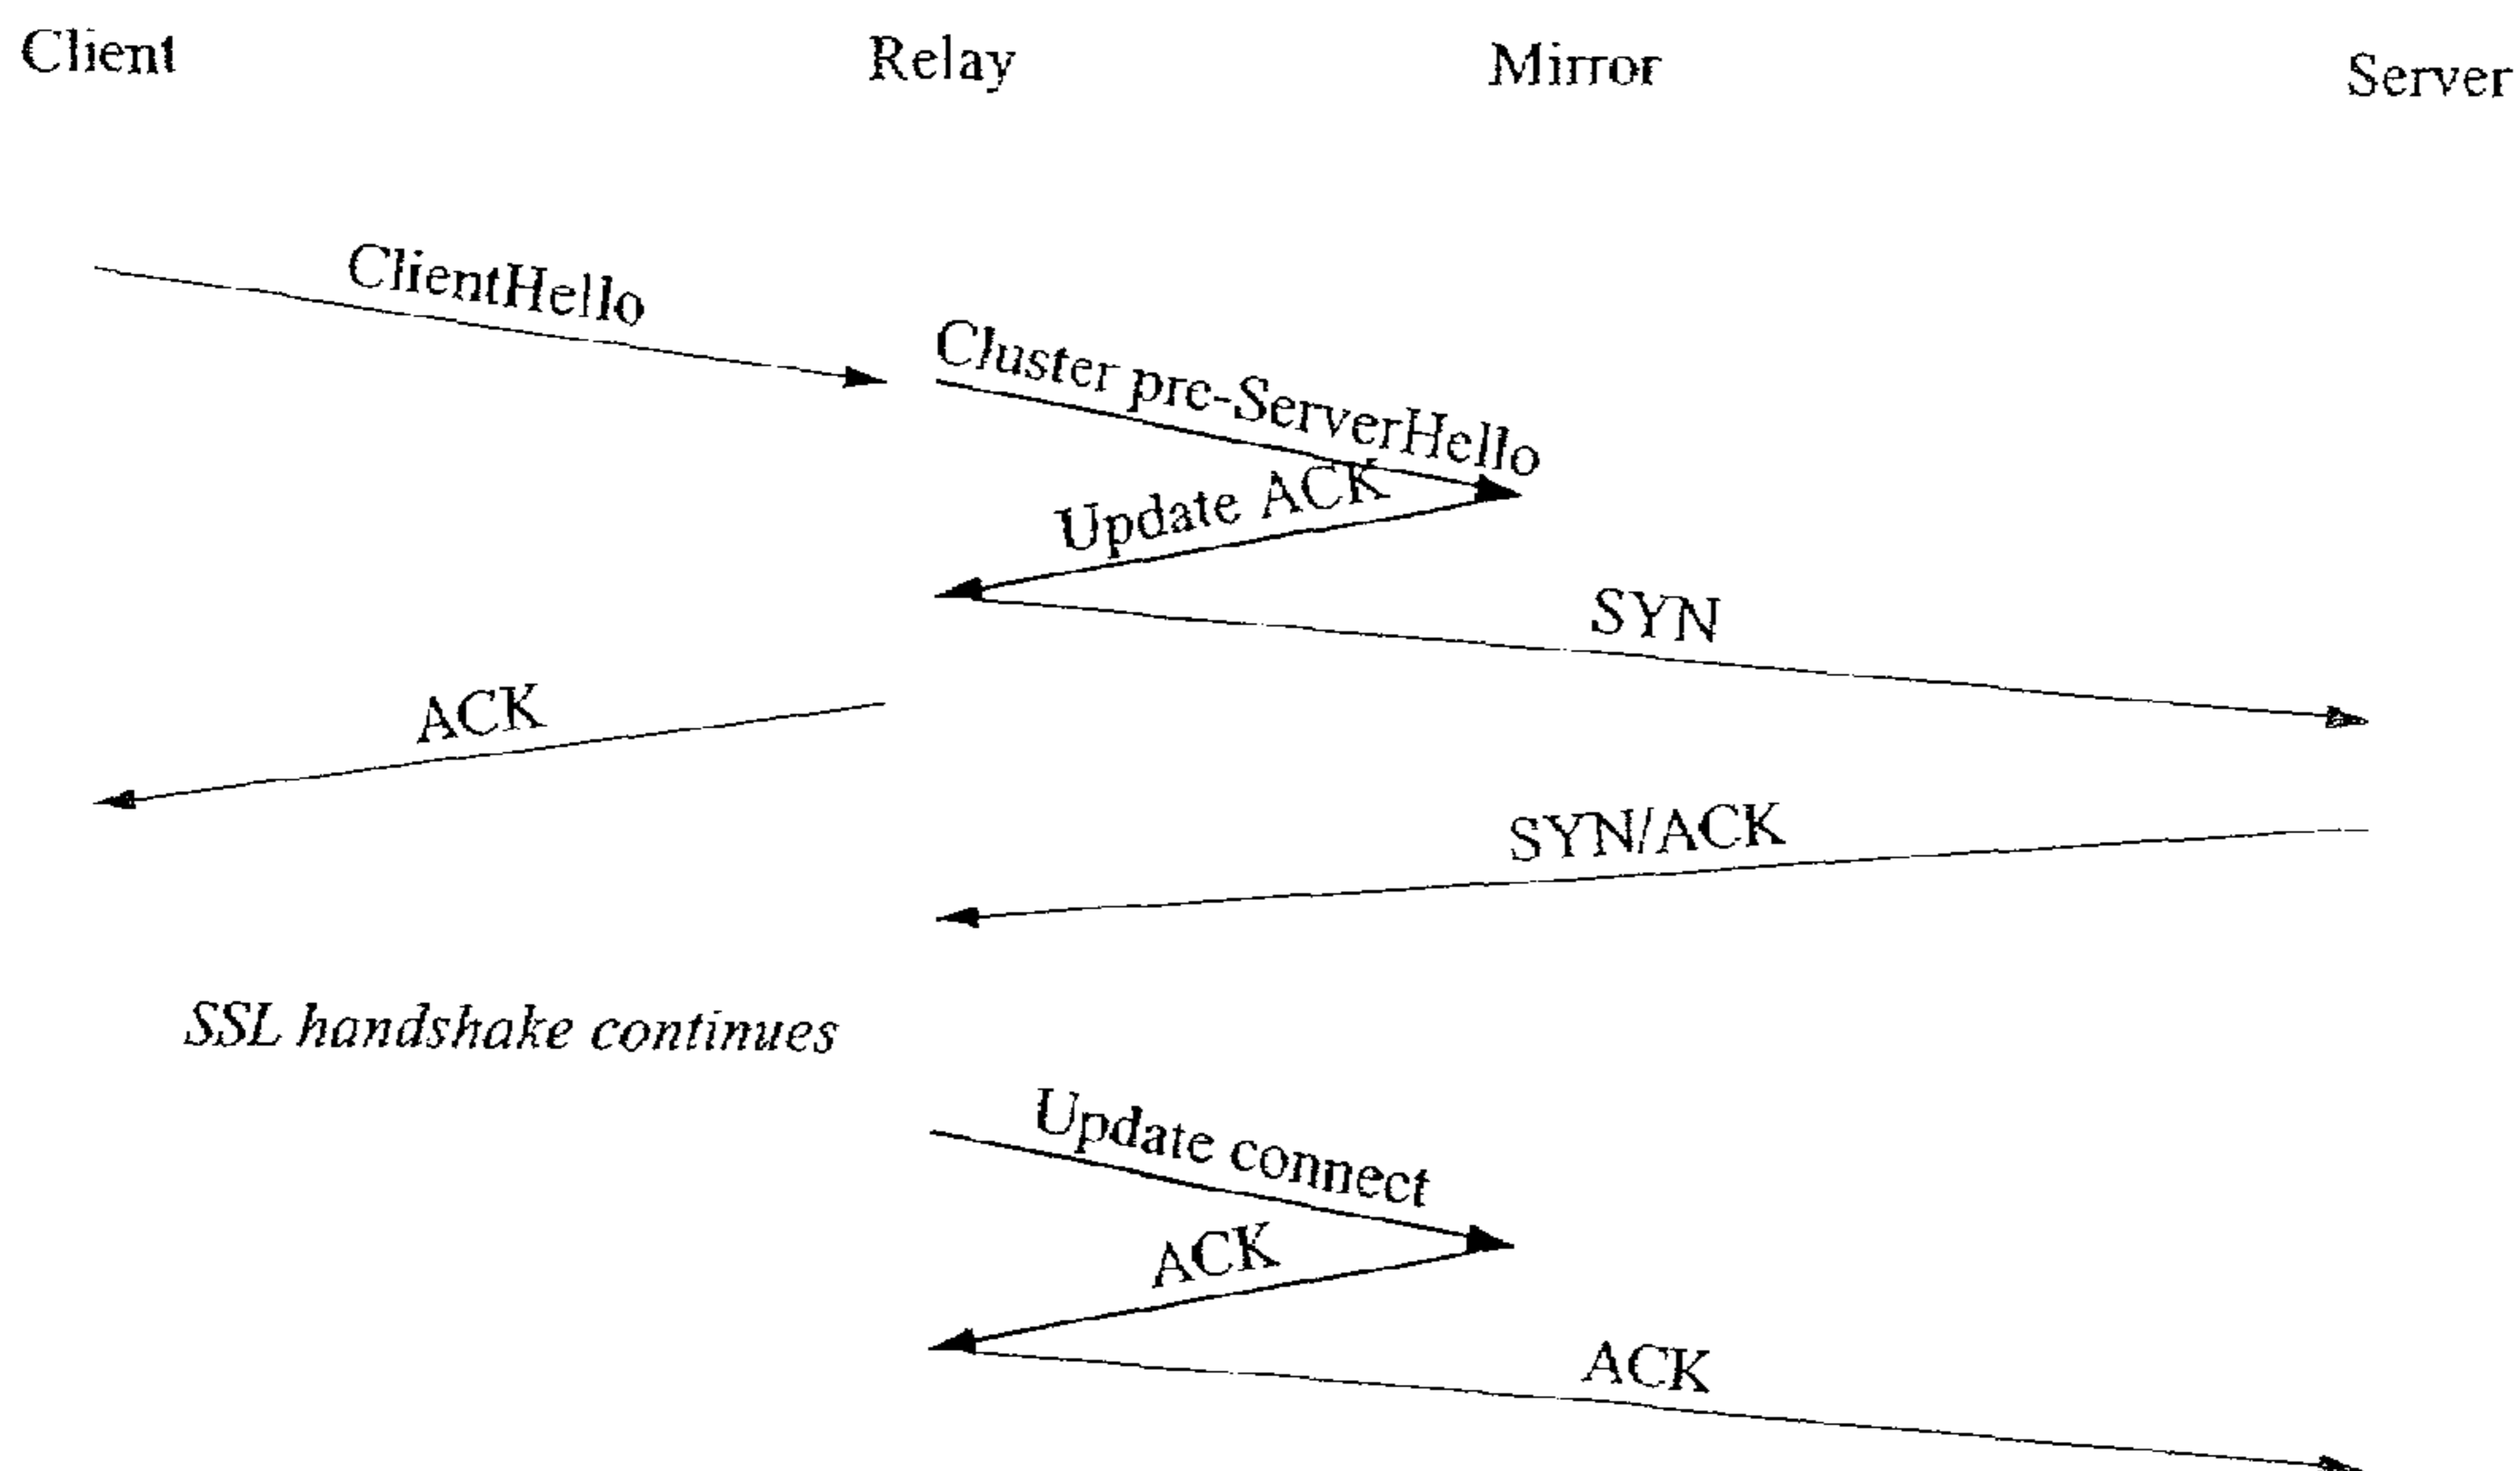 Client Relay Mirror Server
ClientHello
Cluster pre-ServerHello
Update ACK
SYN
ACK
SYN/ACK
SSL handshake continues
Update connect
ACK
ACK